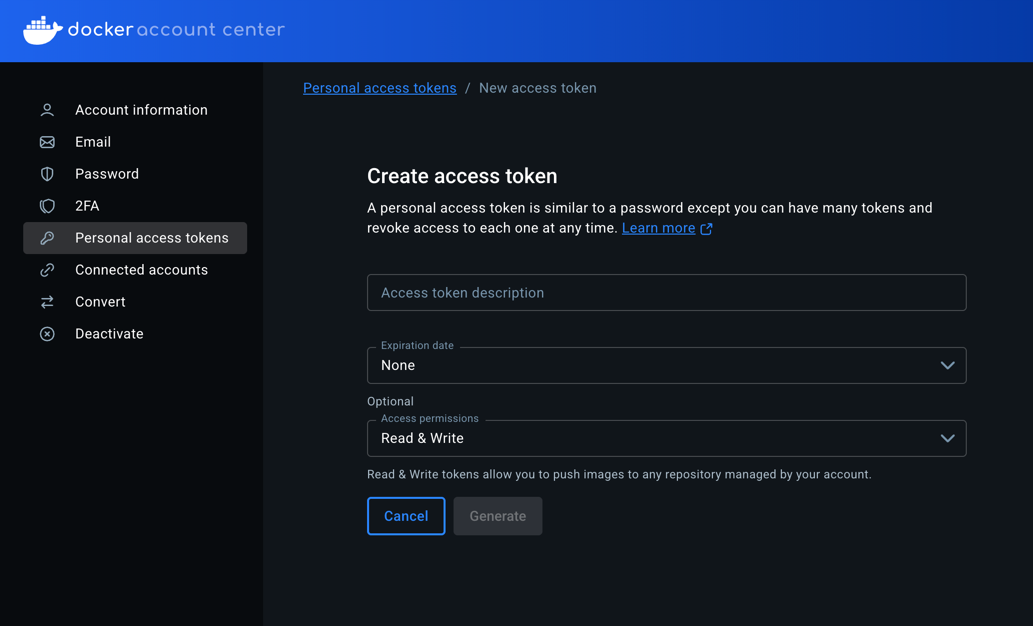 docker account center
Account information
Email
Password
2FA
Personal access tokens
Connected accounts
Convert
Deactivate
Personal access tokens / New access token
Create access token
A personal access token is similar to a password except you can have many tokens and
revoke access to each one at any time. Learn more
Access token description
Expiration date
None
Optional
Access permissions
Read & Write
Read & Write tokens allow you to push images to any repository managed by your account.
Cancel Generate